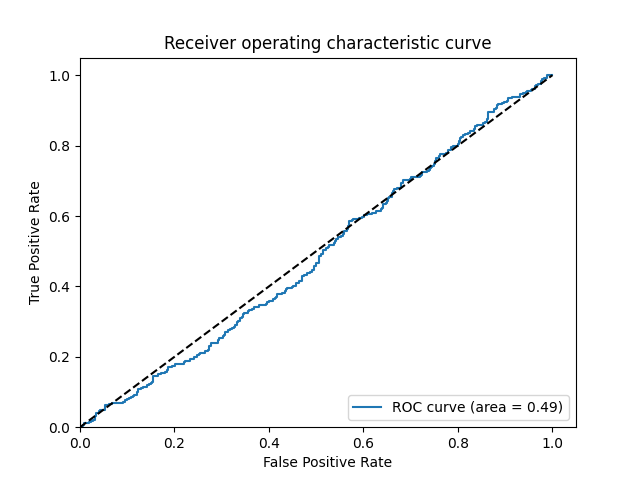 Receiver operating characteristic curve
True Positive Rate
1.0
0.8
0.6
0.4
0.2
0.0
ROC curve (area = 0.49)
0.0 0.2 0.4 0.6 0.8 1.0
False Positive Rate